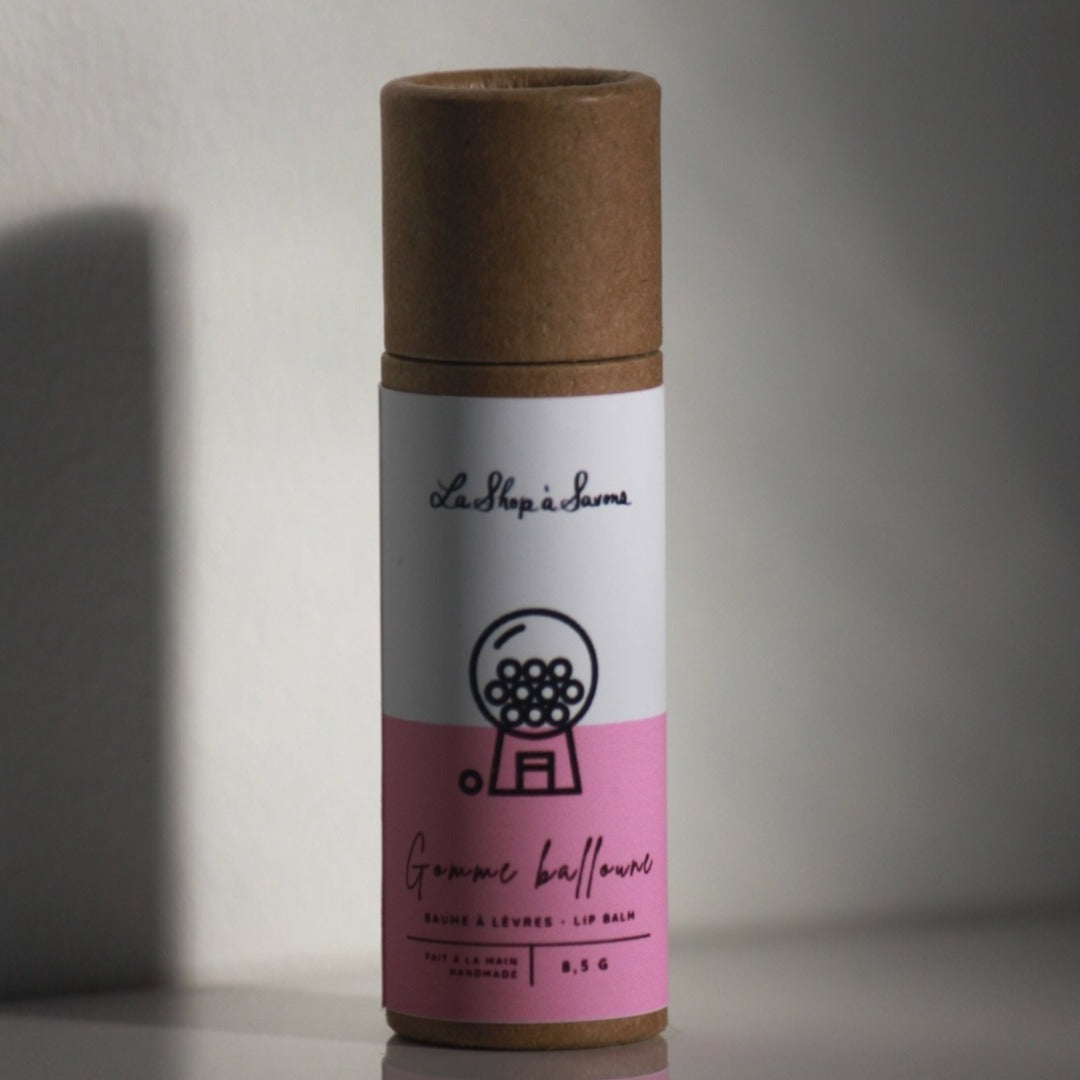 La Shop à Savons
Gomme balloune
BAUME À LÈVRES - LIP BALM
FAIT À LA MAIN
HANDMADE
8,5 G